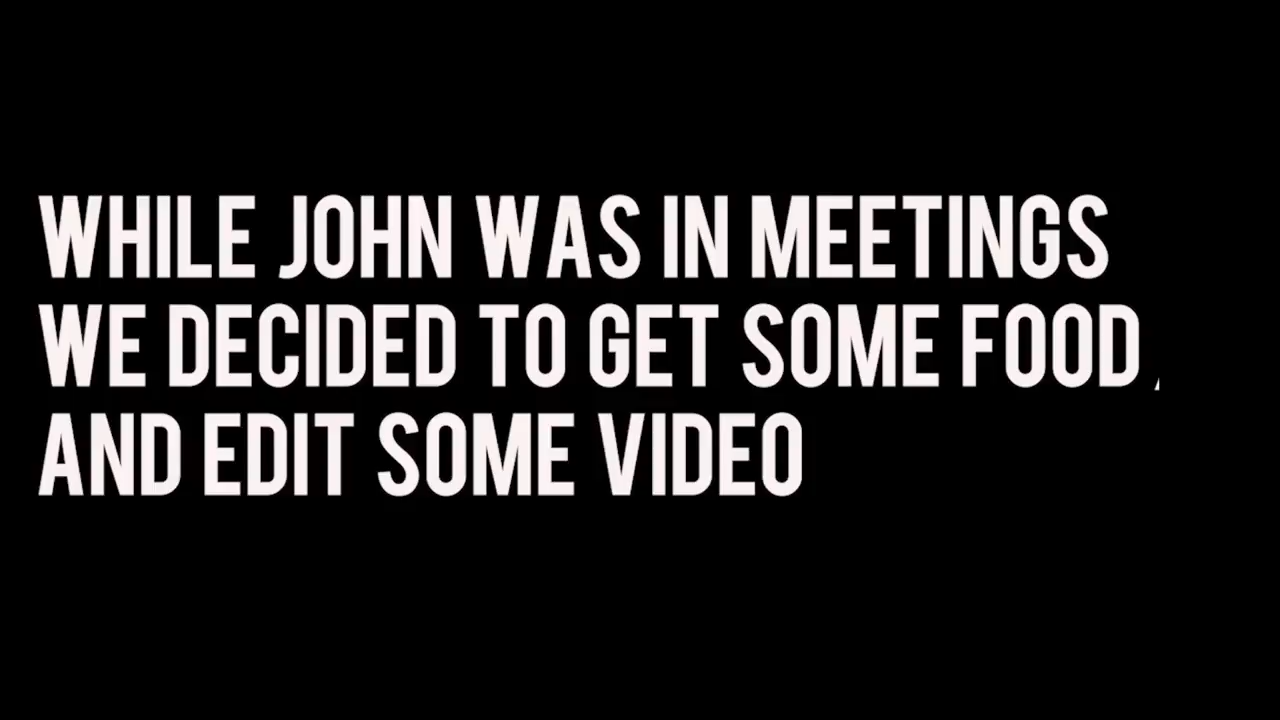 WHILE JOHN WAS IN MEETINGS
WE DECIDED TO GET SOME FOOD
AND EDIT SOME VIDEO